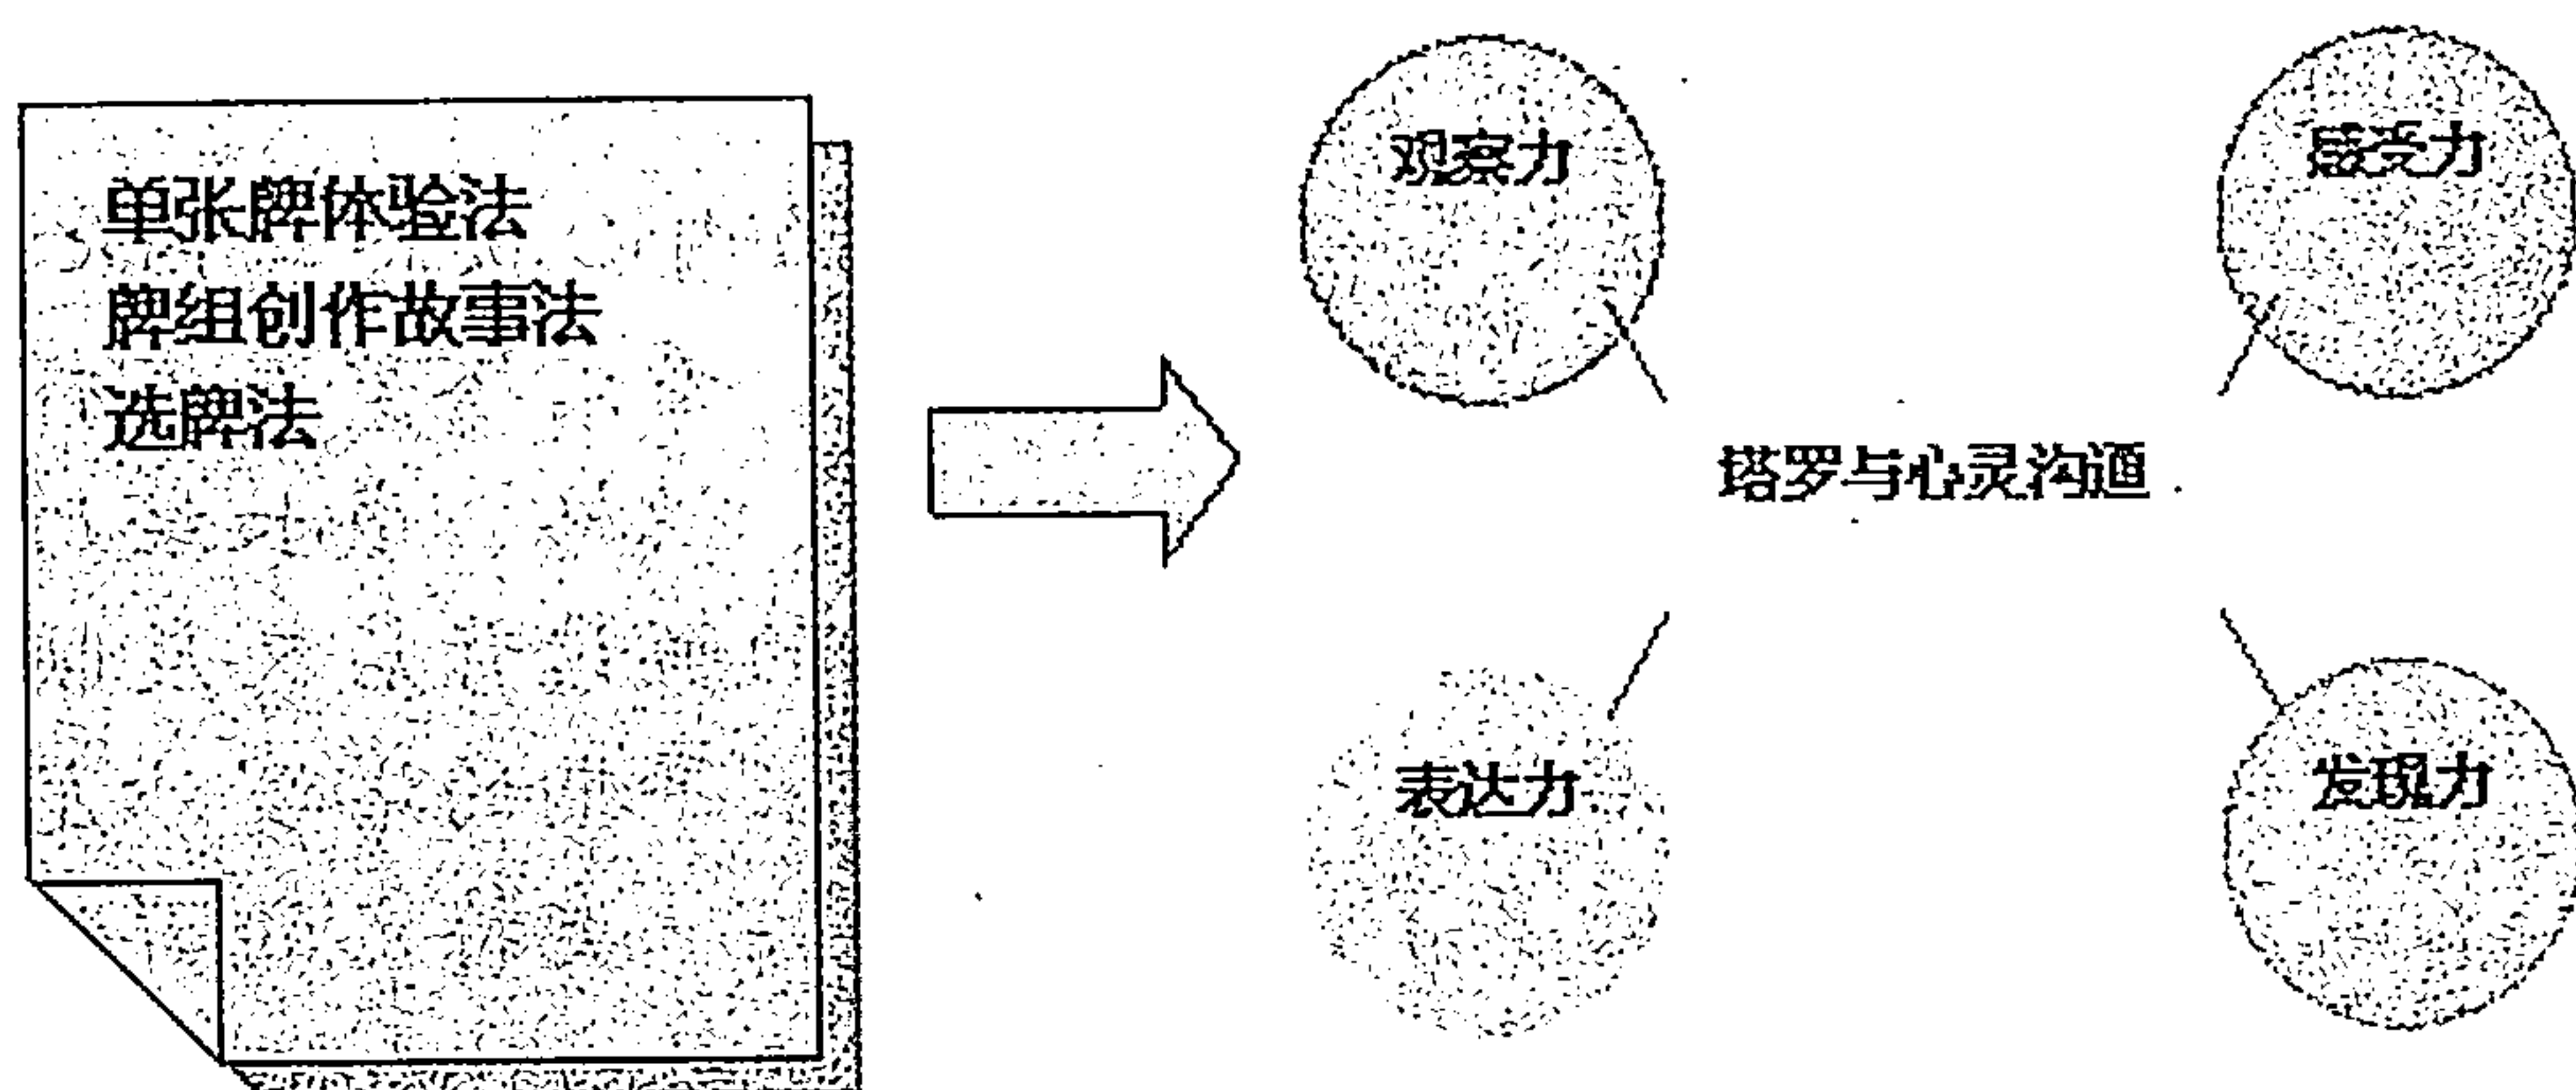 单张牌体验法
牌组创作故事法
选牌法
观察力
感受力
塔罗与心灵沟通
表达力
发现力